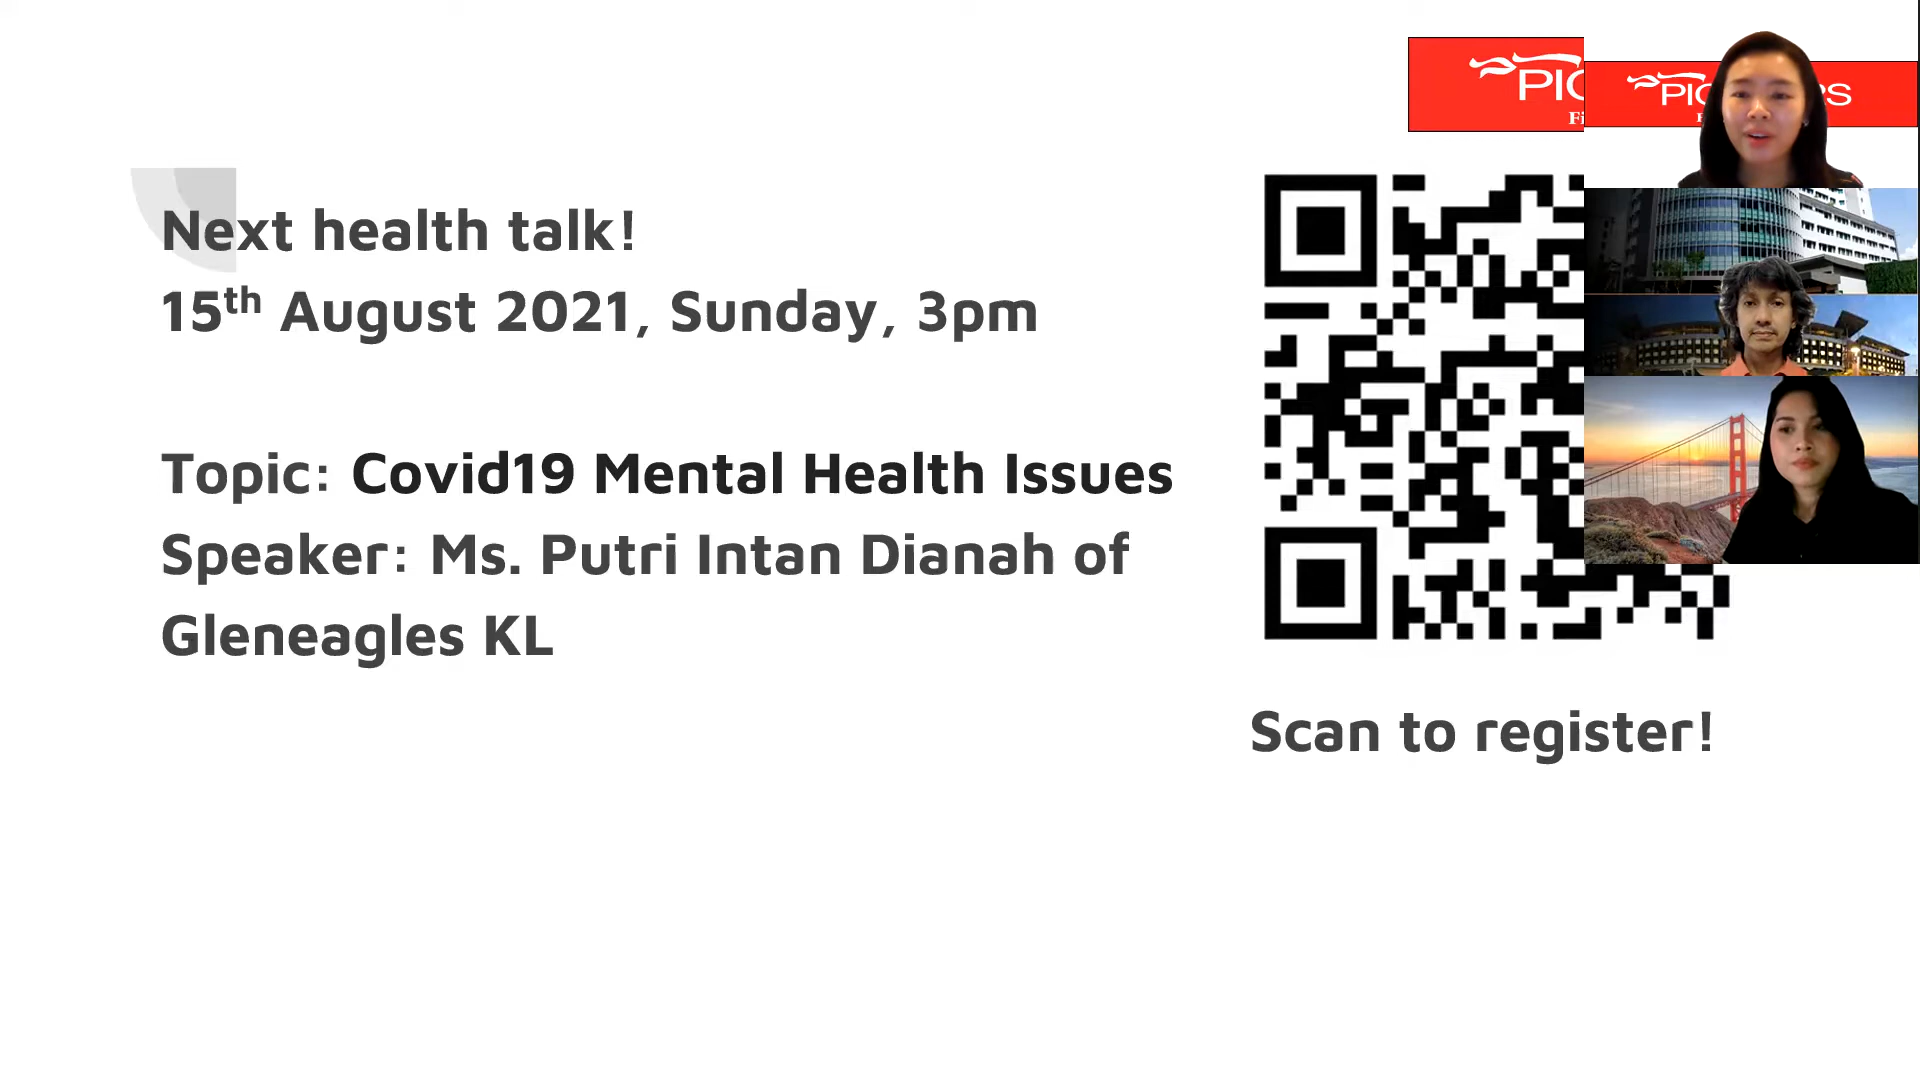 Next health talk!
15th August 2021, Sunday, 3pm
Topic: Covid19 Mental Health Issues
Speaker: Ms. Putri Intan Dianah of
Gleneagles KL
Scan to register!